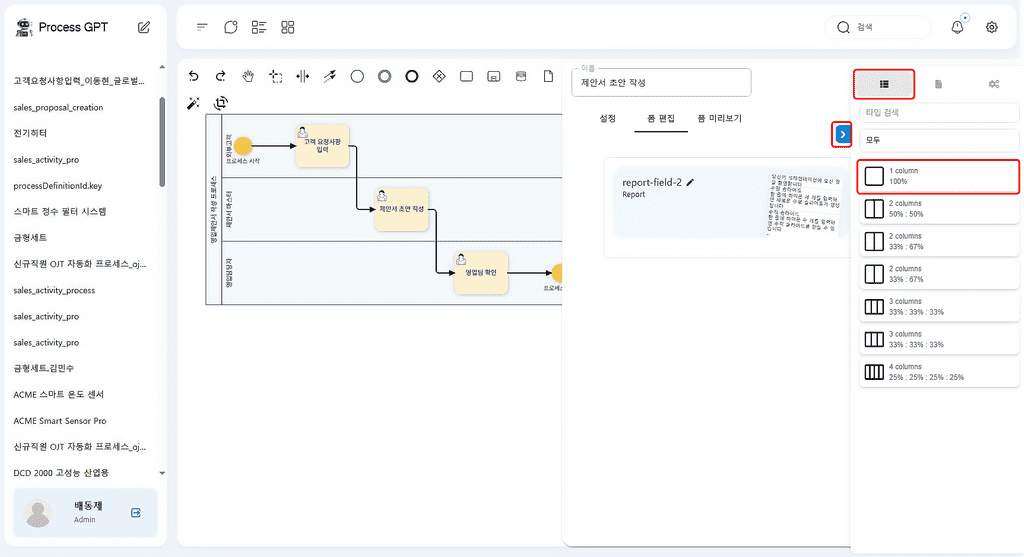 Process GPT
검색
고객요청사항입력_이동현_글로벌...
sales_proposal_creation
전기히터
sales_activity_pro
processDefinitionId.key
스마트 정수 필터 시스템
금형세트
신규직원 OJT 자동화 프로세스_oj...
sales_activity_process
sales_activity_pro
sales_activity_pro
금형세트.김민수
ACME 스마트 온도 센서
ACME Smart Sensor Pro
신규직원 OJT 자동화 프로세스_oj...
DCD 2000 고성능 산업용
배동제
Admin
영업제안서 작성 프로세스
외부고객
프로세스 시작
고객 요청사항
입력
제안서 마스터
제안서 초안 작성
영업담당자
영업팀 확인
프로세스
이름
제안서 초안 작성
설정
폼 편집
폼 미리보기
report-field-2
Report
타입 검색
모두
1 column
100%
2 columns
50% : 50%
2 columns
33% : 67%
2 columns
33% : 67%
3 columns
33% : 33% : 33%
3 columns
33% : 33% : 33%
4 columns
25% : 25% : 25% : 25%